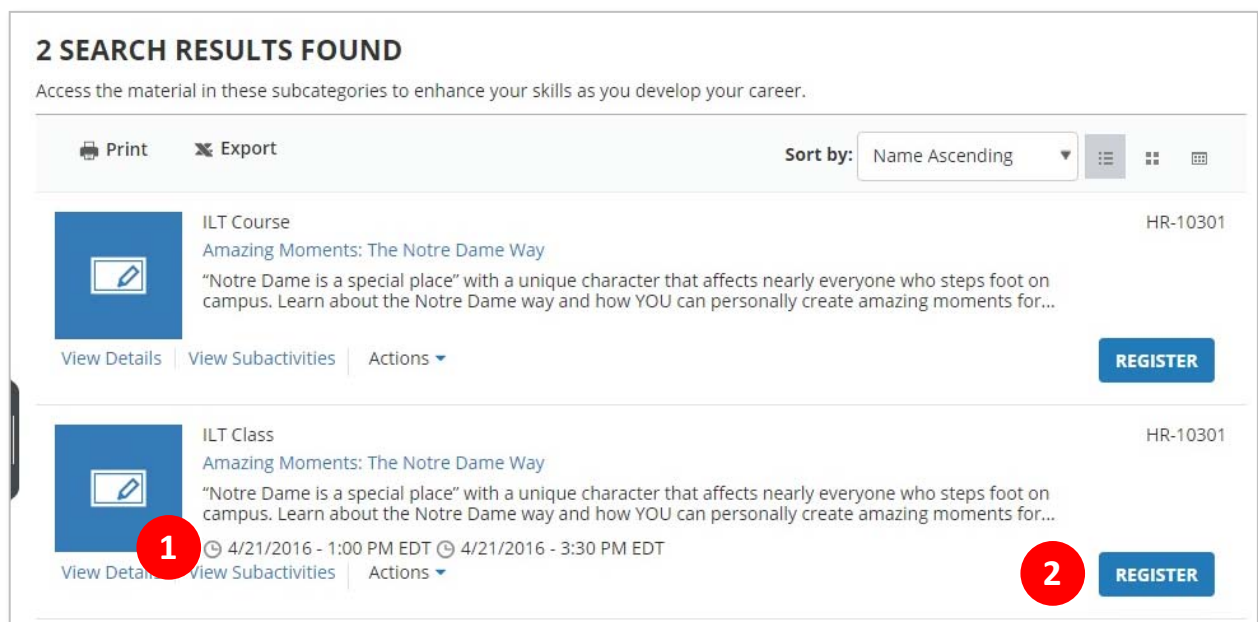 2 SEARCH RESULTS FOUND
Access the material in these subcategories to enhance your skills as you develop your career.
Print Export Sort by: Name Ascending
ILT Course HR-10301
Amazing Moments: The Notre Dame Way
“Notre Dame is a special place” with a unique character that affects nearly everyone who steps foot on
campus. Learn about the Notre Dame way and how YOU can personally create amazing moments for...
View Details View Subactivities Actions REGISTER
ILT Class HR-10301
Amazing Moments: The Notre Dame Way
“Notre Dame is a special place” with a unique character that affects nearly everyone who steps foot on
campus. Learn about the Notre Dame way and how YOU can personally create amazing moments for...
1 4/21/2016 - 1:00 PM EDT 4/21/2016 - 3:30 PM EDT
View Details View Subactivities Actions 2 REGISTER